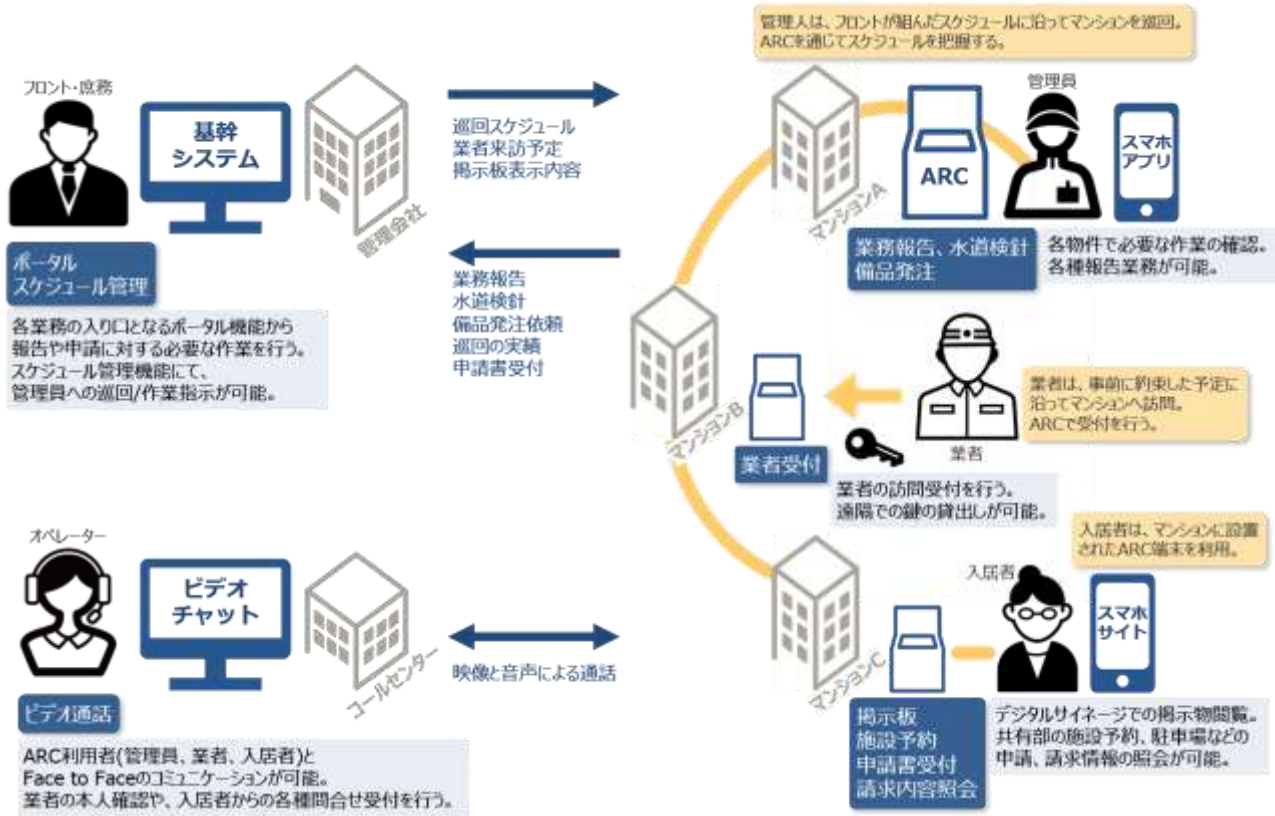 管理人は、フロントが組んだスケジュールに沿ってマンションを巡回。
ARCを通じてスケジュールを把握する。
フロント・庶務
基幹
システム
管理会社
ポータル
スケジュール管理
各業務の入り口となるポータル機能から
報告や申請に対する必要な作業を行う。
スケジュール管理機能にて、
管理員への巡回/作業指示が可能。
巡回スケジュール
業者来訪予定
掲示板表示内容
業務報告
水道検針
備品発注依頼
巡回の実績
申請書受付
マンションA
ARC
管理員
スマホ
アプリ
業務報告、水道検針
備品発注
各物件で必要な作業の確認。
各種報告業務が可能。
マンションB
業者受付
業者
業者は、事前に約束した予定に
沿ってマンションへ訪問。
ARCで受付を行う。
業者の訪問受付を行う。
遠隔での鍵の貸出しが可能。
オペレーター
ビデオ
チャット
コールセンター
ビデオ通話
ARC利用者(管理員、業者、入居者)と
Face to Faceのコミュニケーションが可能。
業者の本人確認や、入居者からの各種問合せ受付を行う。
映像と音声による通話
入居者は、マンションに設置
されたARC端末を利用。
マンションC
入居者
スマホ
サイト
掲示板
施設予約
申請書受付
請求内容照会
デジタルサイネージでの掲示物閲覧。
共有部の施設予約、駐車場などの
申請、請求情報の照会が可能。